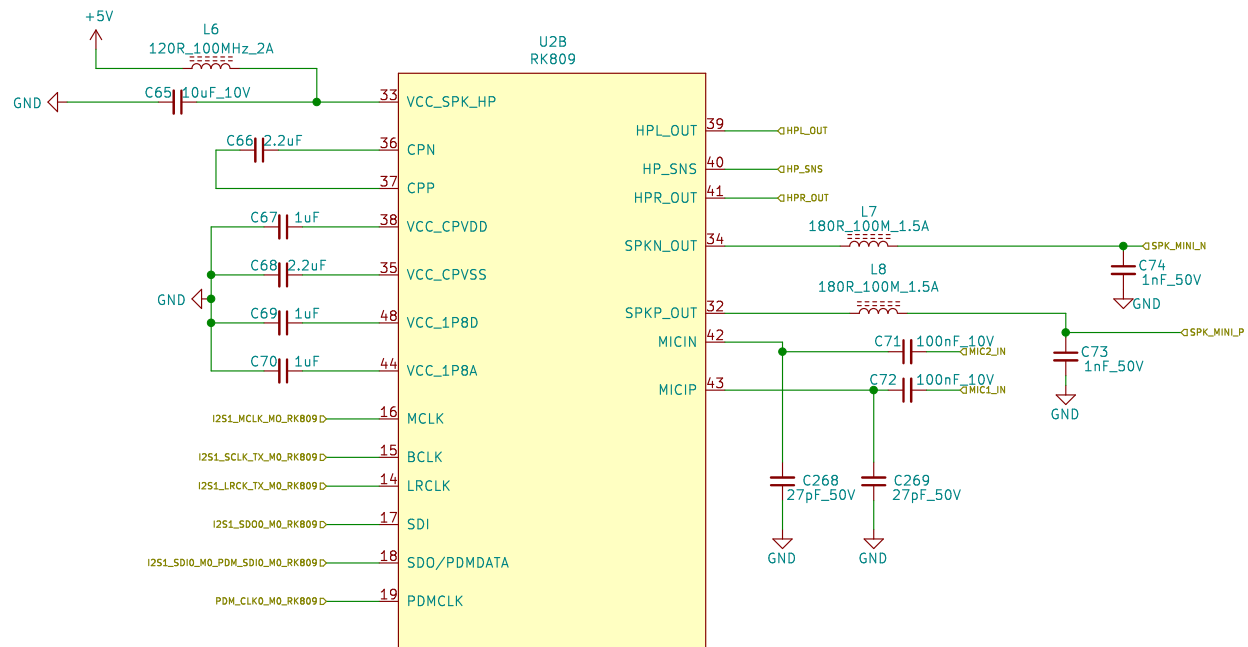 +5V
L6
120R_100MHz_2A
GND
C65 10uF_10V
U2B
RK809
33 VCC_SPK_HP
C66 2.2uF
36 CPN
37 CPP
C67 1uF
38 VCC_CPVDD
C68 2.2uF
35 VCC_CPVSS
GND
C69 1uF
48 VCC_1P8D
C70 1uF
44 VCC_1P8A
I2S1_MCLK_M0_RK809 16 MCLK
I2S1_SCLK_TX_M0_RK809 15 BCLK
I2S1_LRCK_TX_M0_RK809 14 LRCLK
I2S1_SDO0_M0_RK809 17 SDI
I2S1_SDI0_M0_PDM_SDI0_M0_RK809 18 SDO/PDMDATA
PDM_CLK0_M0_RK809 19 PDMCLK
HPL_OUT 39 HPL_OUT
HP_SNS 40 HP_SNS
HPR_OUT 41 HPR_OUT
L7
180R_100M_1.5A
SPKN_OUT 34 SPK_MINI_N
C74
1nF_50V
GND
L8
180R_100M_1.5A
SPKP_OUT 32 SPK_MINI_P
C73
1nF_50V
GND
MICIN 42
C71 100nF_10V
MIC2_IN
MICIP 43
C72 100nF_10V
MIC1_IN
C268
27pF_50V
GND
C269
27pF_50V
GND